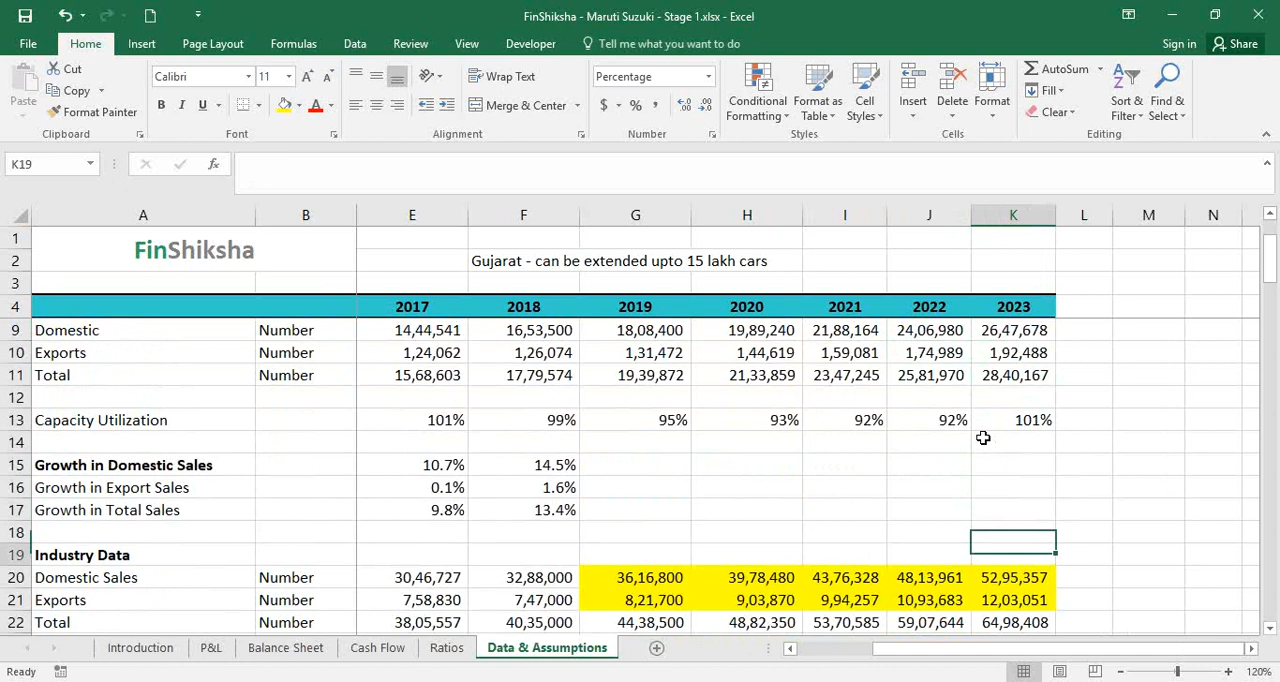 FinShiksha - Maruti Suzuki - Stage 1.xlsx - Excel
File Home Insert Page Layout Formulas Data Review View Developer Tell me what you want to do Sign in Share
Paste Cut Copy Format Painter Clipboard
Calibri 11 B I U A Font
Wrap Text Merge & Center Alignment
Percentage $ % , Number
Conditional Formatting Format as Table Cell Styles Styles
Insert Delete Format Cells
AutoSum Fill Clear Sort & Filter Find & Select Editing
K19 fx
A B E F G H I J K L M N
1 FinShiksha
2 Gujarat - can be extended upto 15 lakh cars
3
4 2017 2018 2019 2020 2021 2022 2023
9 Domestic Number 14,44,541 16,53,500 18,08,400 19,89,240 21,88,164 24,06,980 26,47,678
10 Exports Number 1,24,062 1,26,074 1,31,472 1,44,619 1,59,081 1,74,989 1,92,488
11 Total Number 15,68,603 17,79,574 19,39,872 21,33,859 23,47,245 25,81,970 28,40,167
12
13 Capacity Utilization 101% 99% 95% 93% 92% 92% 101%
14
15 Growth in Domestic Sales 10.7% 14.5%
16 Growth in Export Sales 0.1% 1.6%
17 Growth in Total Sales 9.8% 13.4%
18
19 Industry Data
20 Domestic Sales Number 30,46,727 32,88,000 36,16,800 39,78,480 43,76,328 48,13,961 52,95,357
21 Exports Number 7,58,830 7,47,000 8,21,700 9,03,870 9,94,257 10,93,683 12,03,051
22 Total Number 38,05,557 40,35,000 44,38,500 48,82,350 53,70,585 59,07,644 64,98,408
Introduction P&L Balance Sheet Cash Flow Ratios Data & Assumptions
Ready 120%